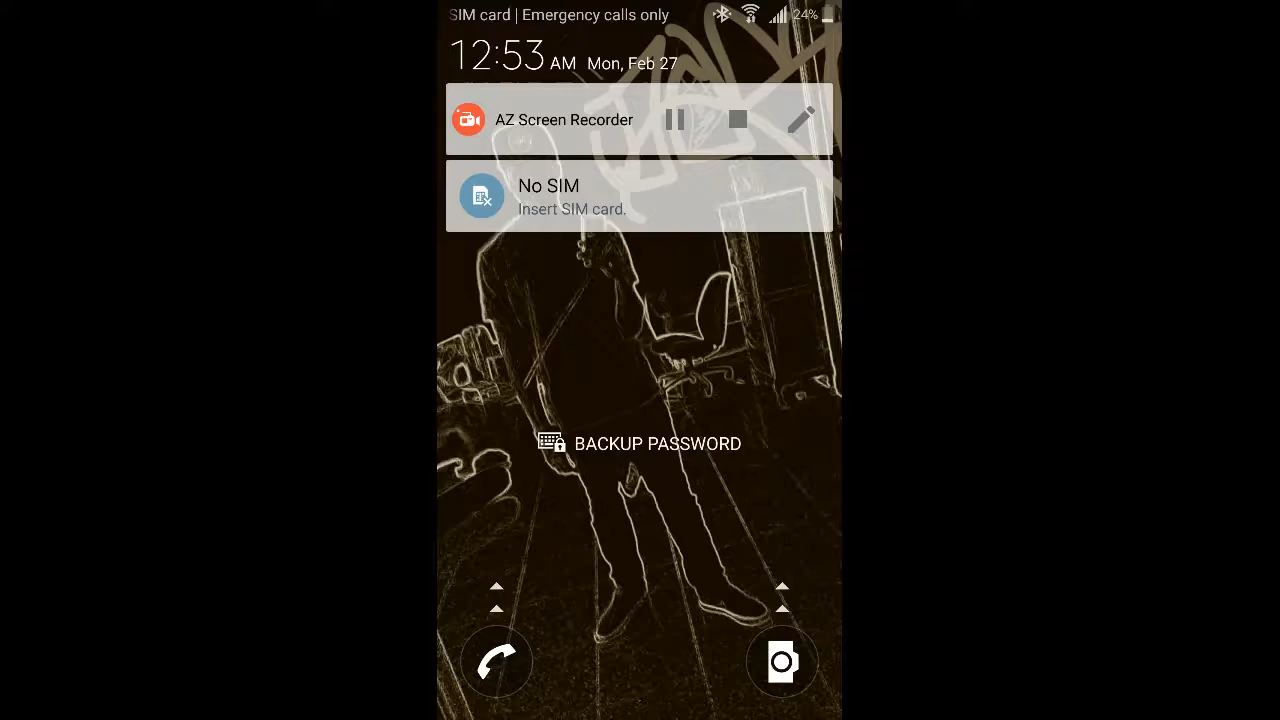 SIM card | Emergency calls only 24%
12:53 AM Mon, Feb 27
AZ Screen Recorder
No SIM
Insert SIM card.
BACKUP PASSWORD